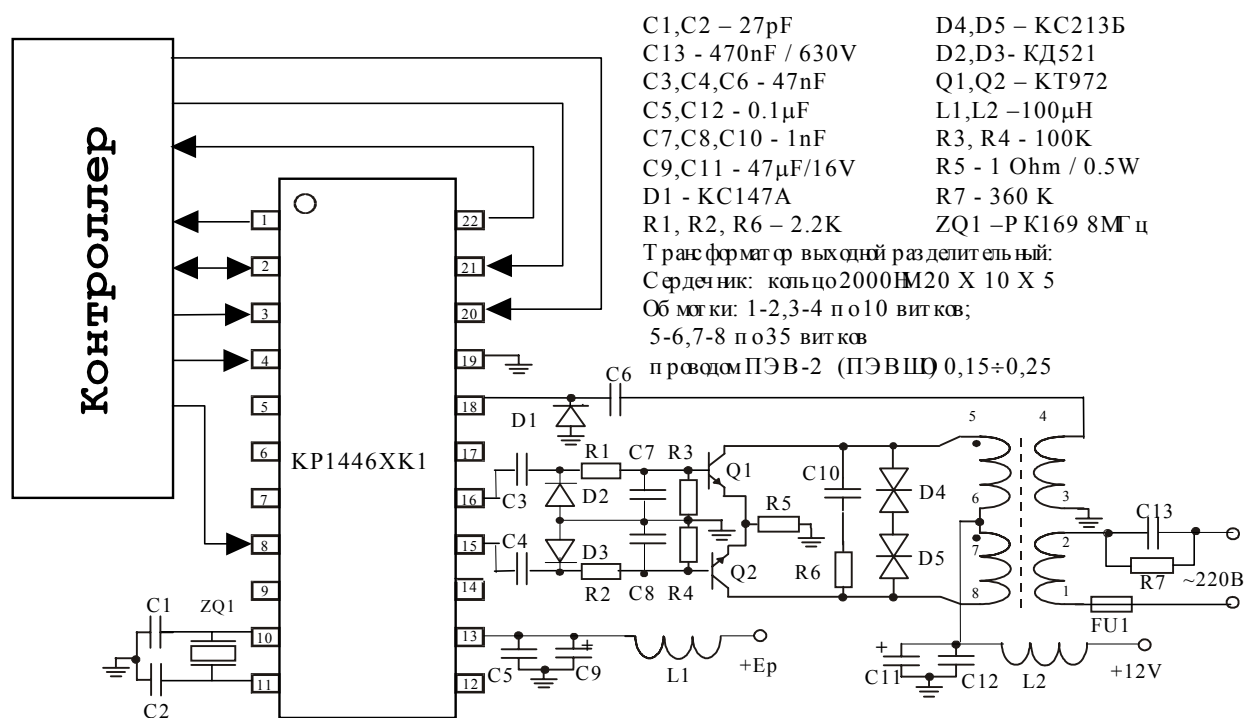 C1,C2 – 27pF
C13 - 470nF / 630V
C3,C4,C6 - 47nF
C5,C12 - 0.1µF
C7,C8,C10 - 1nF
C9,C11 - 47µF/16V
D1 - KC147A
R1, R2, R6 – 2.2K
D4,D5 – КС213Б
D2,D3- КД521
Q1,Q2 – КТ972
L1,L2 –100µH
R3, R4 - 100K
R5 - 1 Ohm / 0.5W
R7 - 360 K
ZQ1 –РК169 8МГц
Трансформатор выходной разделительный:
Сердечник: кольцо 2000НМ 20 X 10 X 5
Обмотки: 1-2,3-4 по 10 витков;
5-6,7-8 по 35 витков
проводом ПЭВ-2 (ПЭВШО) 0,15÷0,25
Контроллер
KP1446XK1
1
2
3
4
5
6
7
8
9
10
11
22
21
20
19
18
17
16
15
14
13
12
C1
ZQ1
C2
D1
C6
C3
C4
R1
D2
D3
R2
C7
C8
R3
R4
Q1
Q2
R5
C10
R6
D4
D5
5
6
7
8
4
3
2
1
C13
R7
~220В
FU1
C5
+
C9
L1
+Ep
+
C11
C12
L2
+12V